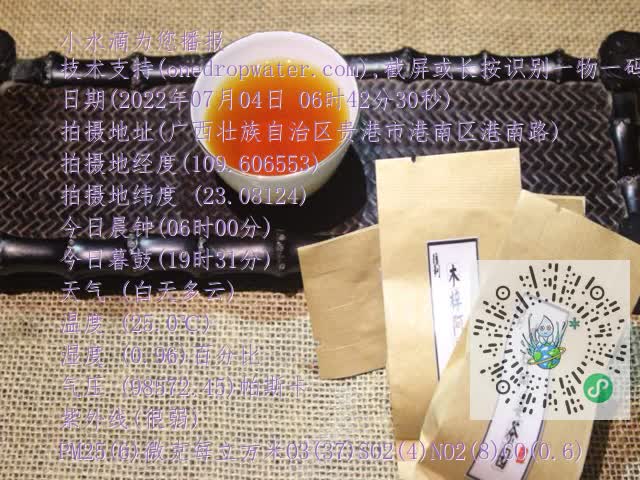 小水滴为您播报
技术支持(onedropwater.com),截屏或长按识别一物一码
日期(2022年07月04日 06时42分30秒)
拍摄地址(广西壮族自治区贵港市港南区港南路)
拍摄地经度(109.606553)
拍摄地纬度 (23.08124)
今日晨钟(06时00分)
今日暮鼓(19时31分)
天气 (白天多云)
温度 (25.0℃)
湿度 (0.96)百分比
气压 (98572.45)帕斯卡
紫外线(很弱)
PM25(6)微克每立方米O3(37)SO2(4)NO2(8)CO(0.6)